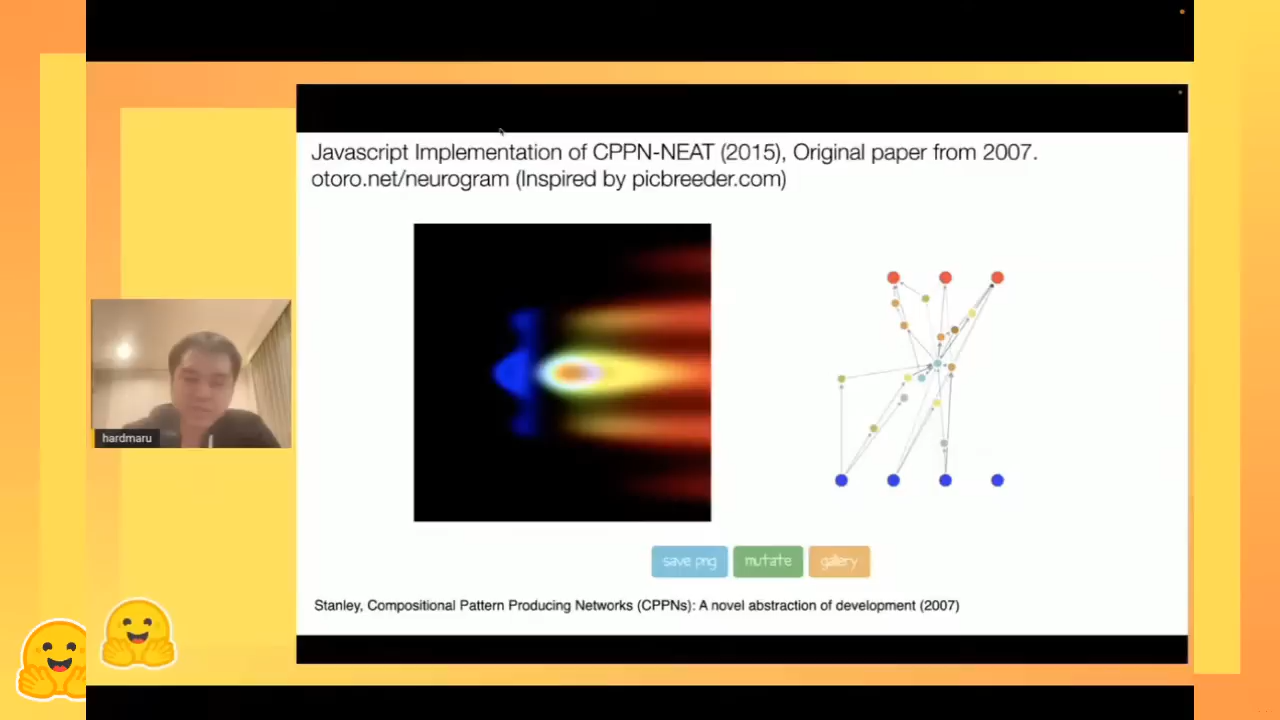 Javascript Implementation of CPPN-NEAT (2015), Original paper from 2007.
otoro.net/neurogram (Inspired by picbreeder.com)
hardmaru
save png
mutate
gallery
Stanley, Compositional Pattern Producing Networks (CPPNs): A novel abstraction of development (2007)